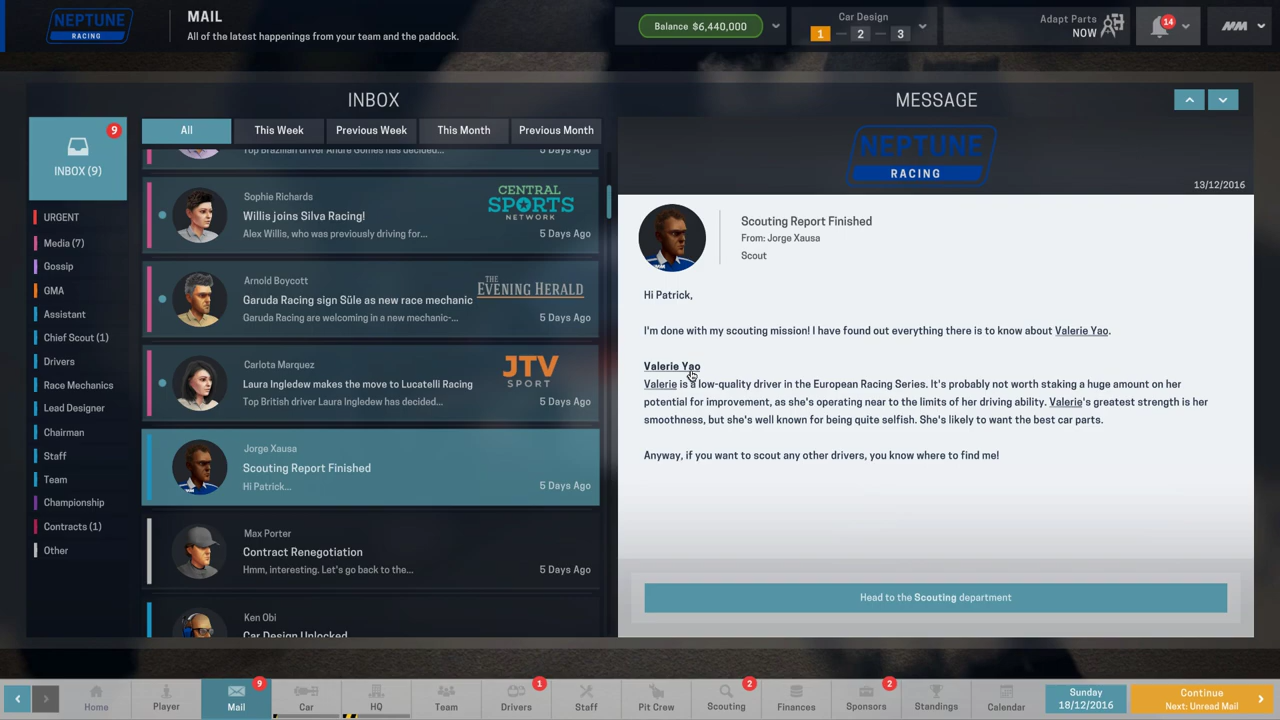 NEPTUNE
RACING
MAIL
All of the latest happenings from your team and the paddock.
Balance $6,440,000
Car Design
1 2 3
Adapt Parts
NOW
14
INBOX
MESSAGE
9
INBOX (9)
URGENT
Media (7)
Gossip
GMA
Assistant
Chief Scout (1)
Drivers
Race Mechanics
Lead Designer
Chairman
Staff
Team
Championship
Contracts (1)
Other
All
This Week
Previous Week
This Month
Previous Month
Top Brazilian driver Andre Gomes has decided...
5 Days Ago
Sophie Richards
Willis joins Silva Racing!
Alex Willis, who was previously driving for...
CENTRAL
SPORTS
NETWORK
5 Days Ago
Arnold Boycott
Garuda Racing sign Süle as new race mechanic
Garuda Racing are welcoming in a new mechanic-...
THE
EVENING HERALD
5 Days Ago
Carlota Marquez
Laura Ingledew makes the move to Lucatelli Racing
Top British driver Laura Ingledew has decided...
JTV
SPORT
5 Days Ago
Jorge Xausa
Scouting Report Finished
Hi Patrick...
5 Days Ago
Max Porter
Contract Renegotiation
Hmm, interesting. Let's go back to the...
5 Days Ago
Ken Obi
Car Design Unlocked
NEPTUNE
RACING
13/12/2016
Scouting Report Finished
From: Jorge Xausa
Scout
Hi Patrick,
I'm done with my scouting mission! I have found out everything there is to know about Valerie Yao.
Valerie Yao
Valerie is a low-quality driver in the European Racing Series. It's probably not worth staking a huge amount on her
potential for improvement, as she's operating near to the limits of her driving ability. Valerie's greatest strength is her
smoothness, but she's well known for being quite selfish. She's likely to want the best car parts.
Anyway, if you want to scout any other drivers, you know where to find me!
Head to the Scouting department
Home
Player
Mail
9
Car
HQ
Team
Drivers
1
Staff
Pit Crew
Scouting
2
Finances
Sponsors
2
Standings
Calendar
Sunday
18/12/2016
Continue
Next: Unread Mail